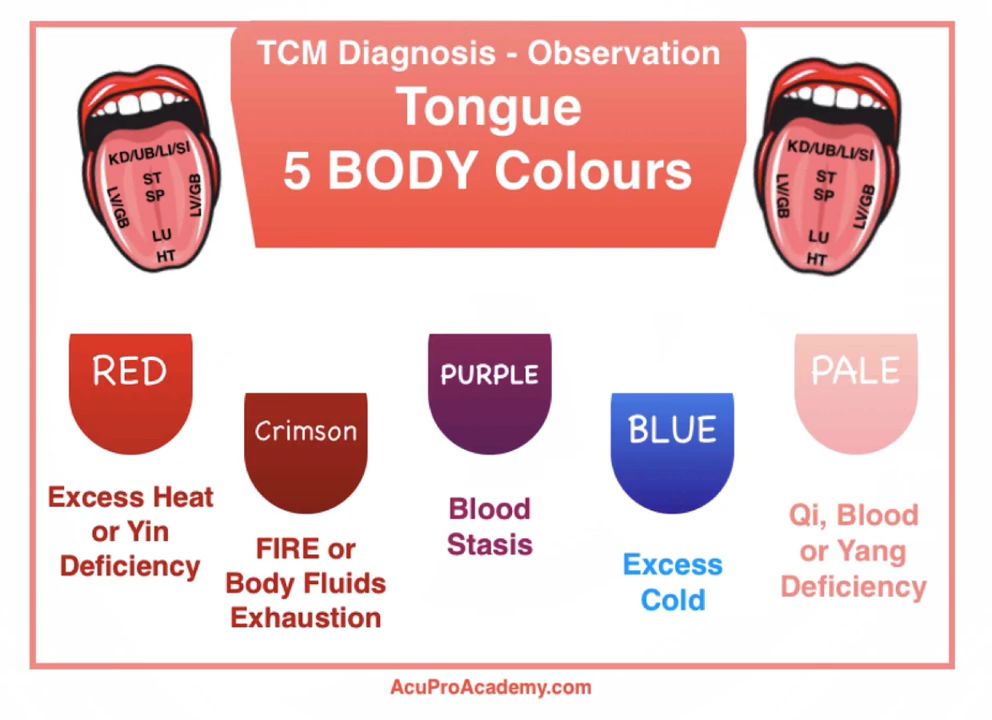 TCM Diagnosis - Observation
Tongue
5 BODY Colours
KD/UB/LI/SI
ST
SP
LV/GB
LV/GB
LU
HT
KD/UB/LI/SI
ST
SP
LV/GB
LV/GB
LU
HT
RED
Excess Heat
or Yin
Deficiency
Crimson
FIRE or
Body Fluids
Exhaustion
PURPLE
Blood
Stasis
BLUE
Excess
Cold
PALE
Qi, Blood
or Yang
Deficiency
AcuProAcademy.com